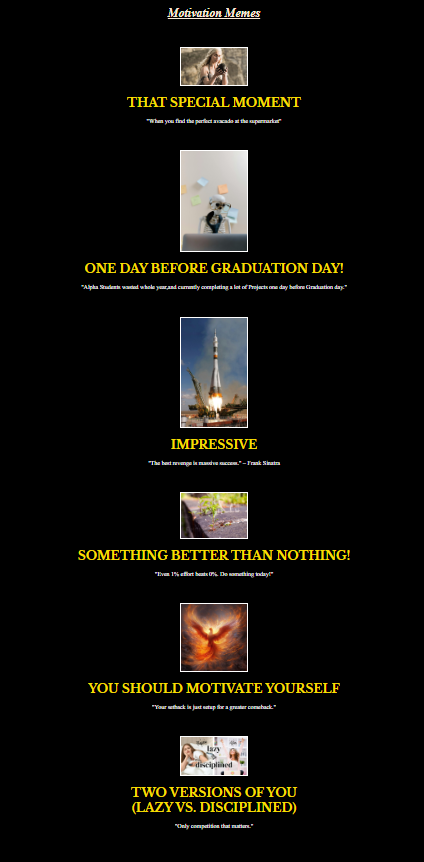 Motivation Memes
THAT SPECIAL MOMENT
"When you find the perfect avacado at the supermarket"
ONE DAY BEFORE GRADUATION DAY!
"Alpha Students wasted whole year,and currently completing a lot of Projects one day before Graduation day."
IMPRESSIVE
"The best revenge is massive success." – Frank Sinatra
SOMETHING BETTER THAN NOTHING!
"Even 1% effort beats 0%. Do something today!"
YOU SHOULD MOTIVATE YOURSELF
"Your setback is just setup for a greater comeback."
lazy
disciplined
TWO VERSIONS OF YOU
(LAZY VS. DISCIPLINED)
"Only competition that matters."